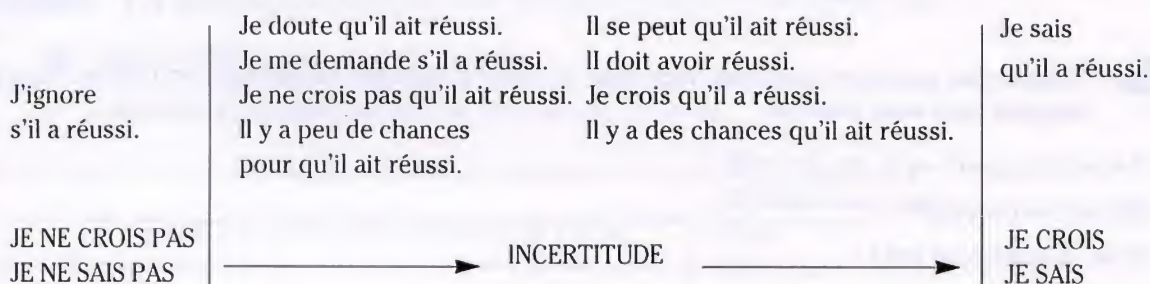 Je doute qu'il ait réussi.
Je me demande s'il a réussi.
Je ne crois pas qu'il ait réussi.
Il y a peu de chances
pour qu'il ait réussi.
Il se peut qu'il ait réussi.
Il doit avoir réussi.
Je crois qu'il a réussi.
Il y a des chances qu'il ait réussi.
Je sais
qu'il a réussi.
J'ignore
s'il a réussi.
JE NE CROIS PAS
JE NE SAIS PAS
INCERTITUDE
JE CROIS
JE SAIS